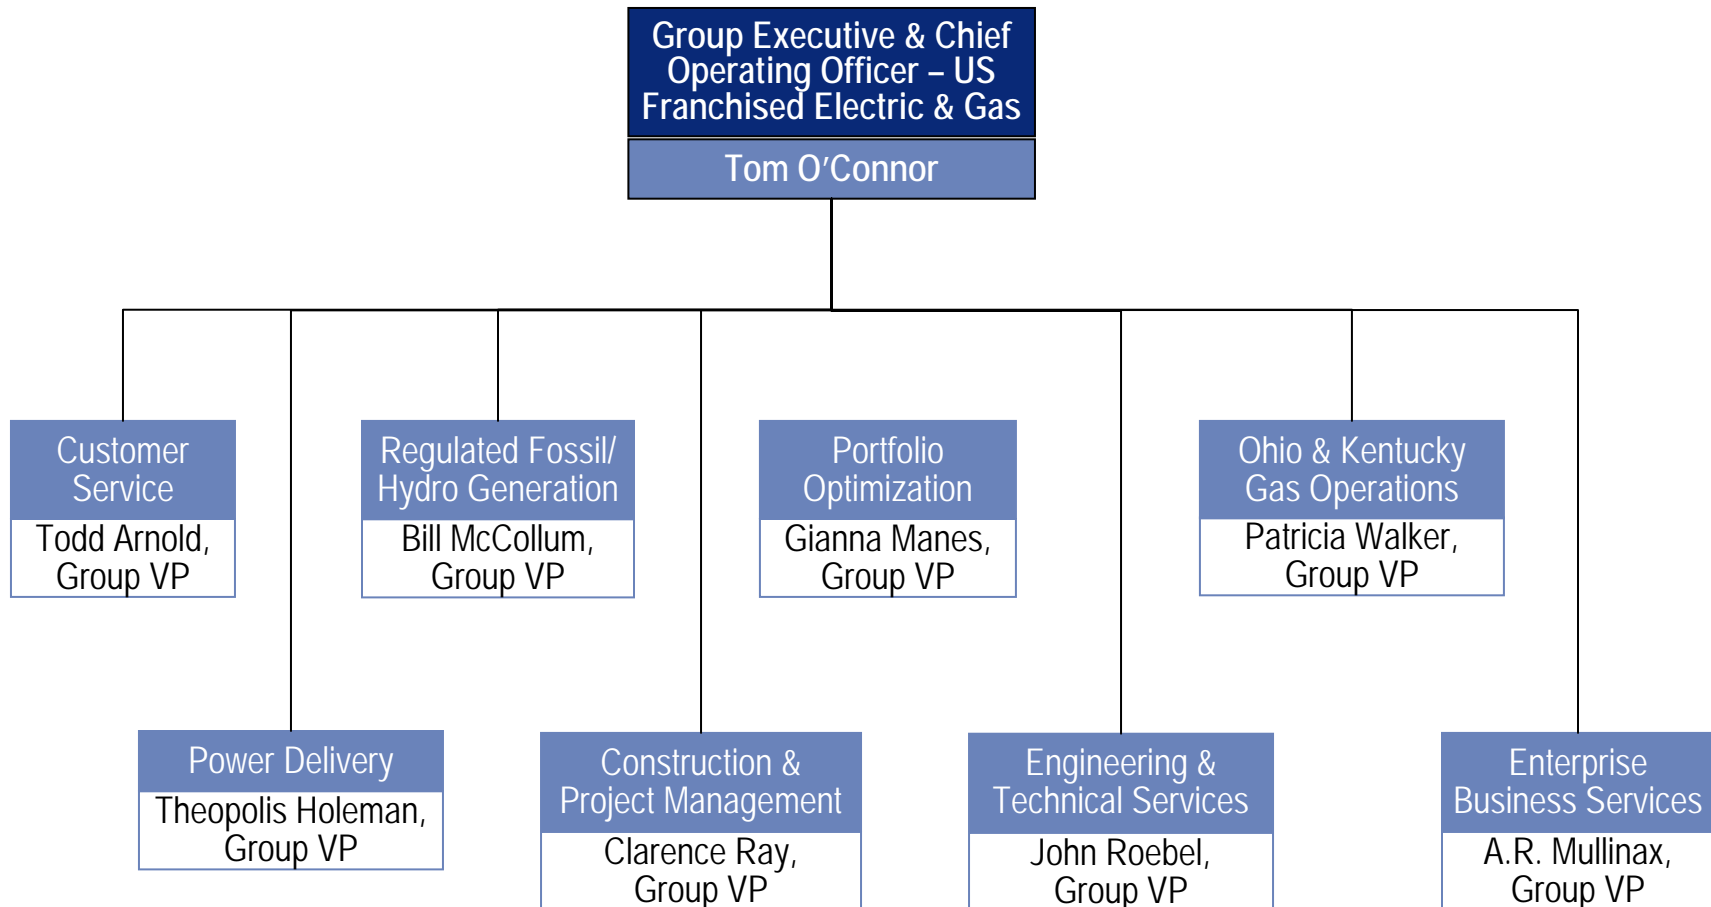 Group Executive & Chief
Operating Officer – US
Franchised Electric & Gas
Tom O’Connor
Customer
Service
Todd Arnold,
Group VP
Regulated Fossil/
Hydro Generation
Bill McCollum,
Group VP
Portfolio
Optimization
Gianna Manes,
Group VP
Ohio & Kentucky
Gas Operations
Patricia Walker,
Group VP
Power Delivery
Theopolis Holeman,
Group VP
Construction &
Project Management
Clarence Ray,
Group VP
Engineering &
Technical Services
John Roebel,
Group VP
Enterprise
Business Services
A.R. Mullinax,
Group VP